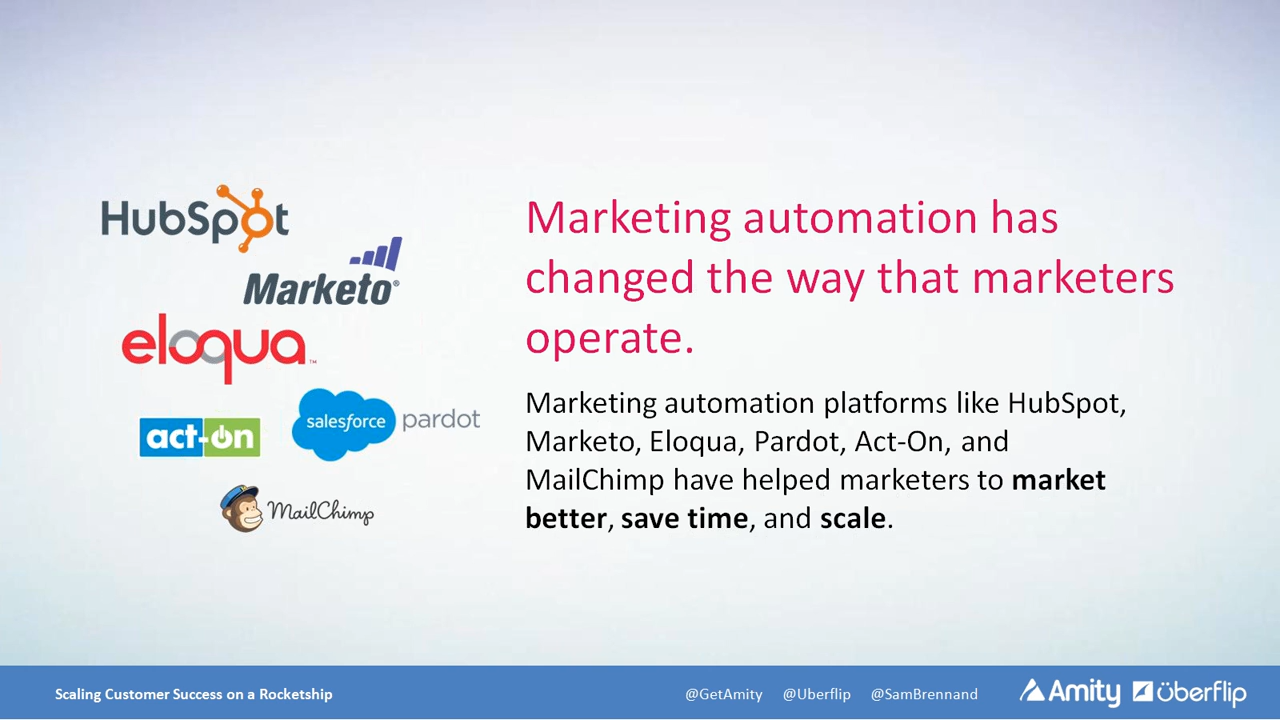 HubSpot
Marketo®
eloqua™
act-on
salesforce pardot
MailChimp
Marketing automation has
changed the way that marketers
operate.
Marketing automation platforms like HubSpot,
Marketo, Eloqua, Pardot, Act-On, and
MailChimp have helped marketers to market
better, save time, and scale.
Scaling Customer Success on a Rocketship
@GetAmity @Uberflip @SamBrennand
Amity überflip